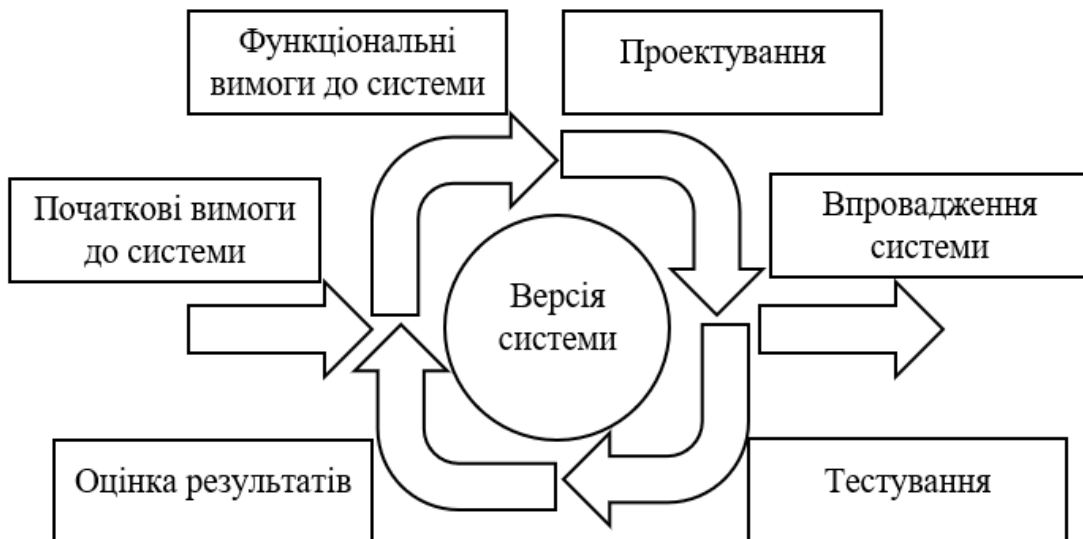 Функціональні
вимоги до системи
Проектування
Початкові вимоги
до системи
Впровадження
системи
Версія
системи
Оцінка результатів
Тестування